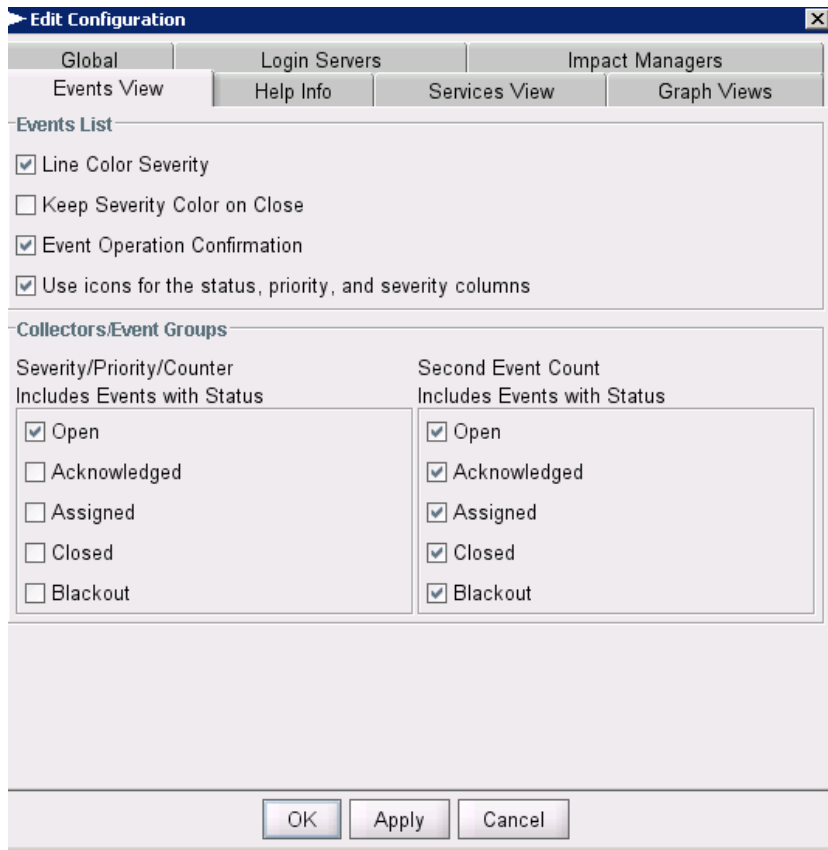 Edit Configuration
Global
Login Servers
Impact Managers
Events View
Help Info
Services View
Graph Views
Events List
Line Color Severity
Keep Severity Color on Close
Event Operation Confirmation
Use icons for the status, priority, and severity columns
Collectors/Event Groups
Severity/Priority/Counter
Includes Events with Status
Open
Acknowledged
Assigned
Closed
Blackout
Second Event Count
Includes Events with Status
Open
Acknowledged
Assigned
Closed
Blackout
OK
Apply
Cancel